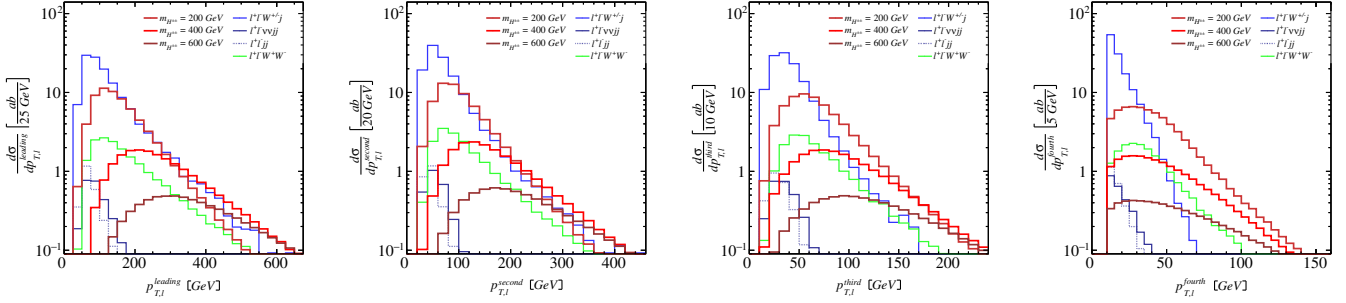 dσ/dp_{T,l}^{leading} [ab/25 GeV]
10²
10
1
10⁻¹
m_{H^{±±}} = 200 GeV
m_{H^{±±}} = 400 GeV
m_{H^{±±}} = 600 GeV
l⁺l⁻W^{+/-}j
l⁺l⁻ννjj
l⁺l⁻jj
l⁺l⁻W⁺W⁻
0 200 400 600
p_{T,l}^{leading} [GeV]
dσ/dp_{T,l}^{second} [ab/20 GeV]
10²
10
1
10⁻¹
m_{H^{±±}} = 200 GeV
m_{H^{±±}} = 400 GeV
m_{H^{±±}} = 600 GeV
l⁺l⁻W^{+/-}j
l⁺l⁻ννjj
l⁺l⁻jj
l⁺l⁻W⁺W⁻
0 100 200 300 400
p_{T,l}^{second} [GeV]
dσ/dp_{T,l}^{third} [ab/10 GeV]
10²
10
1
10⁻¹
m_{H^{±±}} = 200 GeV
m_{H^{±±}} = 400 GeV
m_{H^{±±}} = 600 GeV
l⁺l⁻W^{+/-}j
l⁺l⁻ννjj
l⁺l⁻jj
l⁺l⁻W⁺W⁻
0 50 100 150 200
p_{T,l}^{third} [GeV]
dσ/dp_{T,l}^{fourth} [ab/5 GeV]
10²
10
1
10⁻¹
m_{H^{±±}} = 200 GeV
m_{H^{±±}} = 400 GeV
m_{H^{±±}} = 600 GeV
l⁺l⁻W^{+/-}j
l⁺l⁻ννjj
l⁺l⁻jj
l⁺l⁻W⁺W⁻
0 50 100 150
p_{T,l}^{fourth} [GeV]